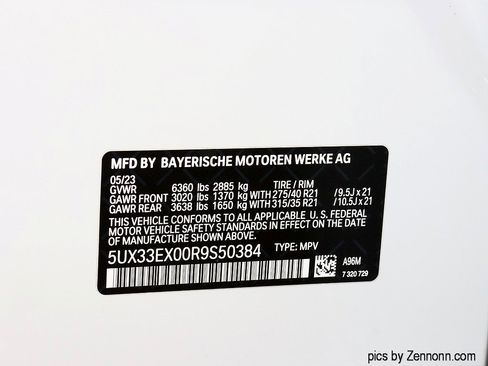 MFD BY BAYERISCHE MOTOREN WERKE AG
05/23
GVWR 6360 lbs 2885 kg TIRE / RIM
GAWR FRONT 3020 lbs 1370 kg WITH 275/40 R21 / 9.5J x 21
GAWR REAR 3638 lbs 1650 kg WITH 315/35 R21 / 10.5J x 21
THIS VEHICLE CONFORMS TO ALL APPLICABLE U. S. FEDERAL
MOTOR VEHICLE SAFETY STANDARDS IN EFFECT ON THE DATE
OF MANUFACTURE SHOWN ABOVE.
5UX33EX00R9S50384 TYPE: MPV
A96M
7 320 729
pics by Zennonn.com